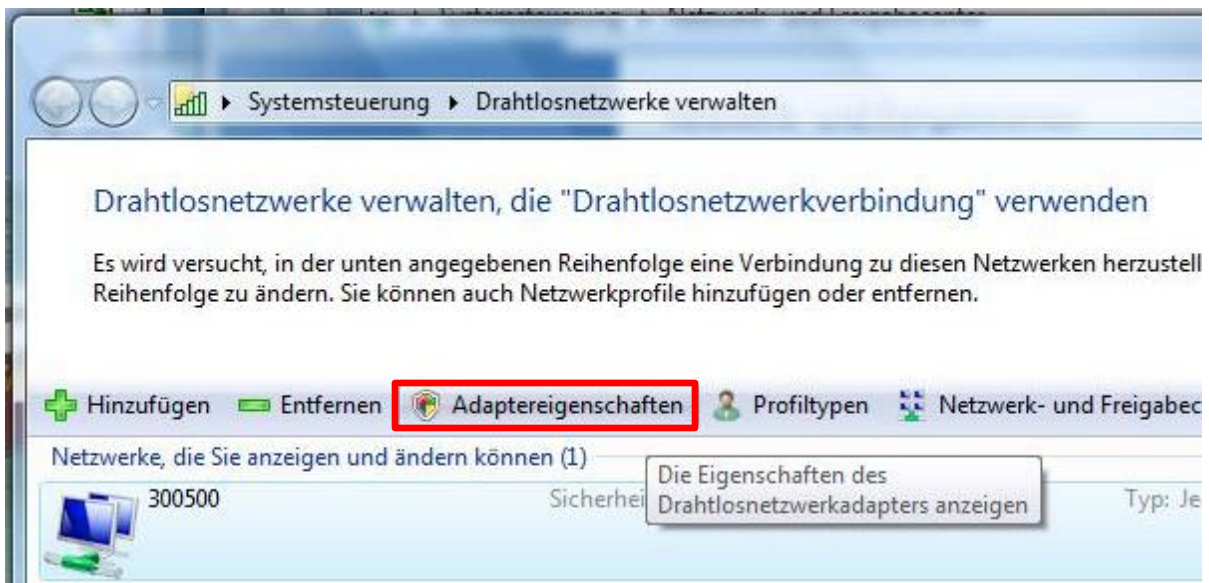 Systemsteuerung Drahtlosnetzwerke verwalten
Drahtlosnetzwerke verwalten, die "Drahtlosnetzwerkverbindung" verwenden
Es wird versucht, in der unten angegebenen Reihenfolge eine Verbindung zu diesen Netzwerken herzustell
Reihenfolge zu ändern. Sie können auch Netzwerkprofile hinzufügen oder entfernen.
Hinzufügen Entfernen Adaptereigenschaften Profiltypen Netzwerk- und Freigabec
Netzwerke, die Sie anzeigen und ändern können (1)
300500 Sicherhei Typ: Je
Die Eigenschaften des
Drahtlosnetzwerkadapters anzeigen